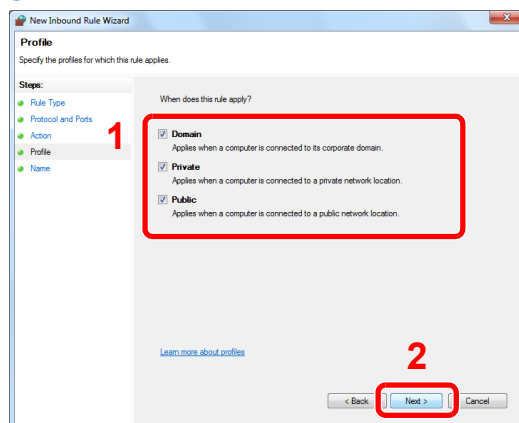 New Inbound Rule Wizard
Profile
Specify the profiles for which this rule applies.
Steps:
Rule Type
Protocol and Ports
Action
Profile
Name
1
When does this rule apply?
Domain
Applies when a computer is connected to its corporate domain.
Private
Applies when a computer is connected to a private network location.
Public
Applies when a computer is connected to a public network location.
Learn more about profiles
2
< Back
Next >
Cancel